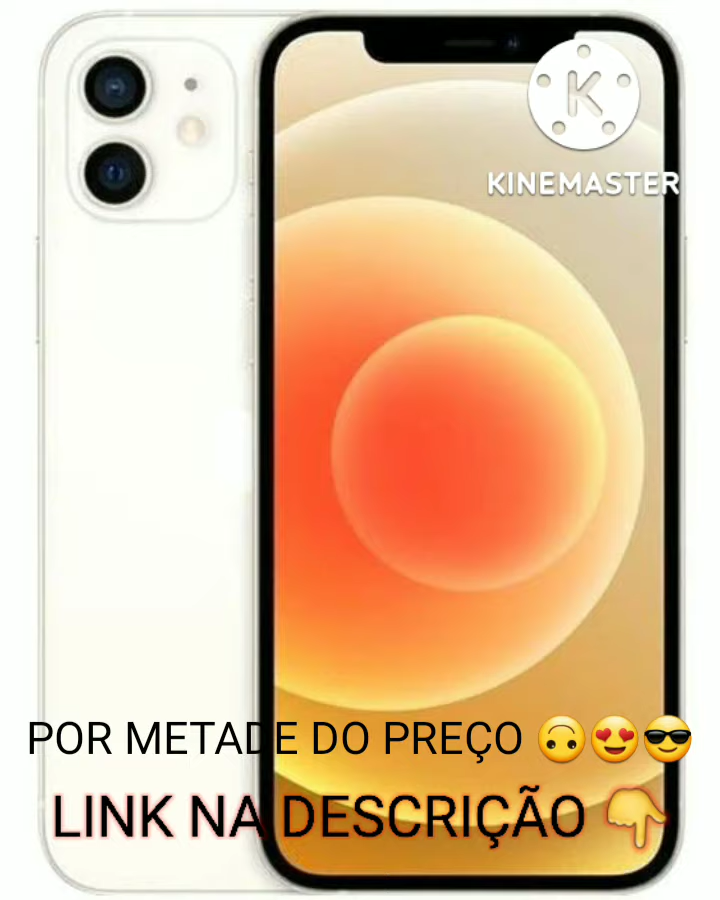 K
KINEMASTER
POR METADE DO PREÇO 🙃😍😎
LINK NA DESCRIÇÃO 👇